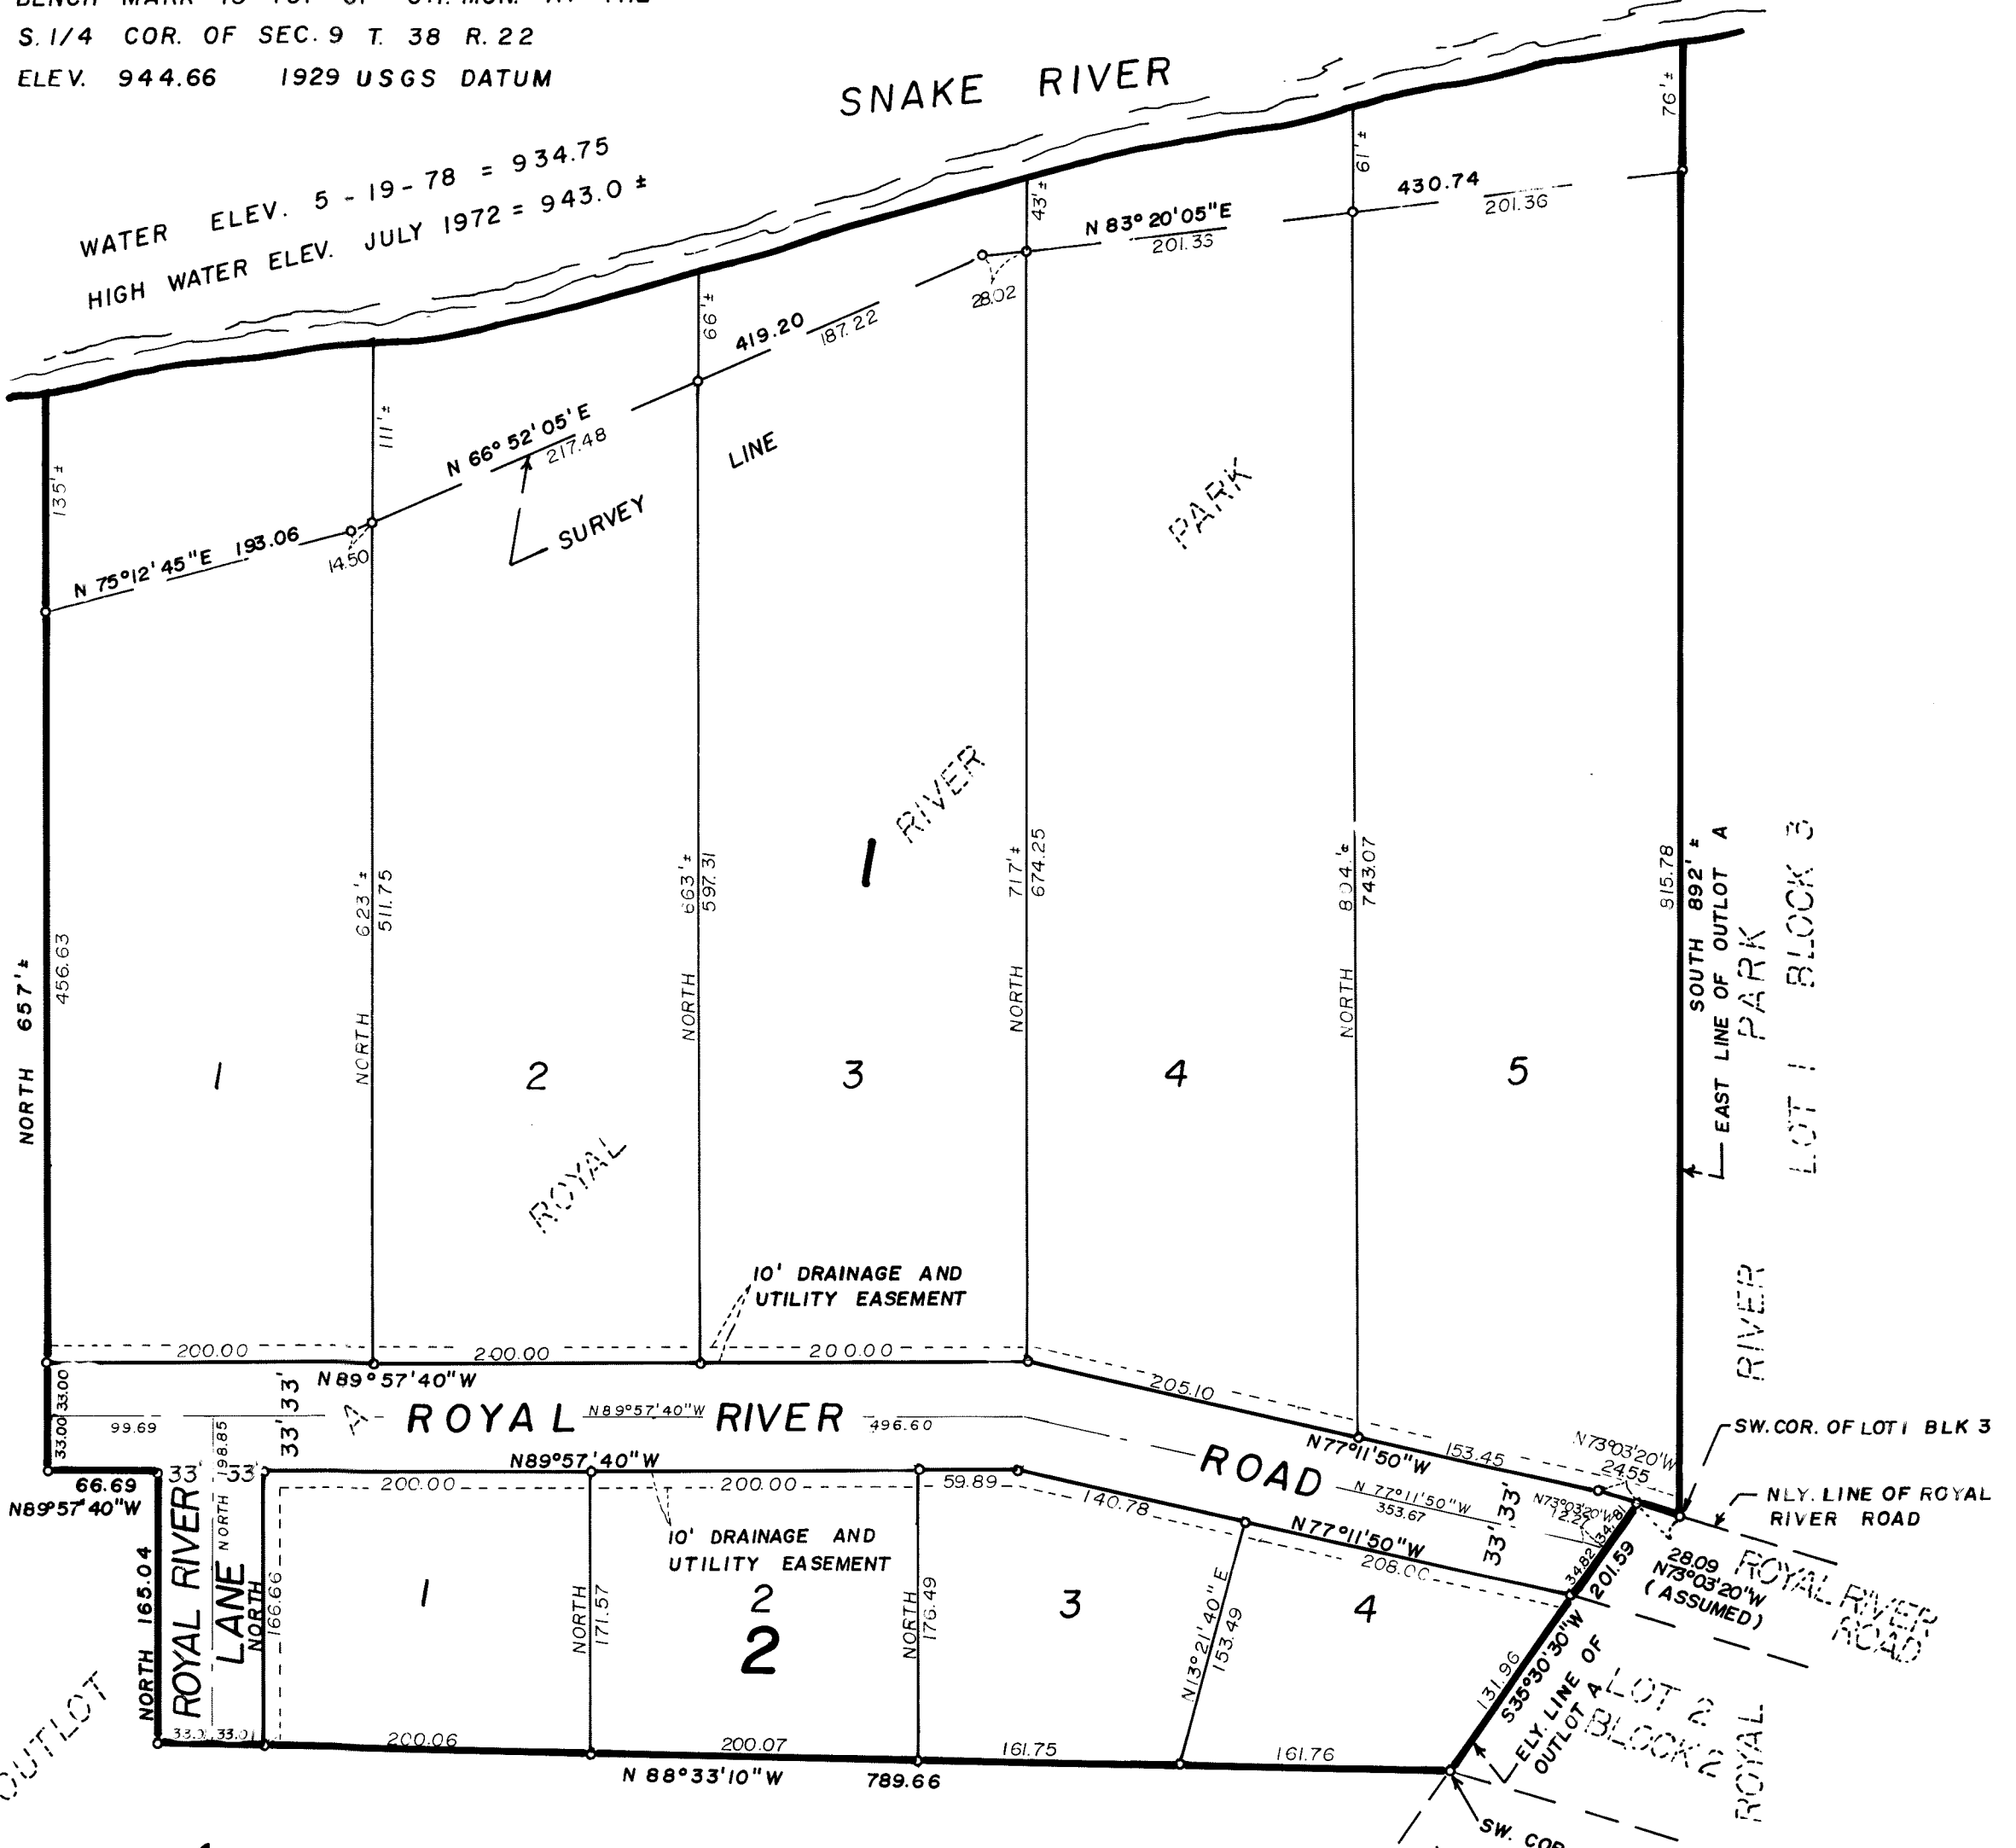 S. 1/4 COR. OF SEC. 9 T. 38 R. 22
ELEV. 944.66 1929 USGS DATUM
SNAKE RIVER
WATER ELEV. 5-19-78 = 934.75
HIGH WATER ELEV. JULY 1972 = 943.0 ±
135'±
111'±
66'±
43'±
61'±
76'±
N 75°12'45"E 193.06
14.50
N 66°52'05'E
217.48
419.20
187.22
28.02
N 83°20'05"E
201.33
430.74
201.36
SURVEY
LINE
PARK
RIVER
ROYAL
1
NORTH 657'±
456.63
NORTH 623'±
511.75
NORTH 663'±
597.31
NORTH 717'±
674.25
NORTH 804'±
743.07
815.78
SOUTH 892'±
EAST LINE OF OUTLOT A
PARK
RIVER
LOT 1 BLOCK 3
1
2
3
4
5
10' DRAINAGE AND
UTILITY EASEMENT
200.00
200.00
200.00
N89°57'40"W
205.10
N77°11'50"W
153.45
N73°03'20"W
24.55
SW. COR. OF LOT 1 BLK 3
NLY. LINE OF ROYAL
RIVER ROAD
33.00
33.00
99.69
33' 33'
A
ROYAL
N89°57'40"W
RIVER
496.60
ROAD
N 77°11'50"W
353.67
33' 33'
N73°03'20"W
34.82
201.59
28.09
N73°03'20"W
(ASSUMED)
ROYAL RIVER
ROAD
66.69
N89°57'40"W
33'
33'
NORTH 198.85
N89°57'40"W
200.00
200.00
59.89
140.78
N77°11'50"W
208.00
10' DRAINAGE AND
UTILITY EASEMENT
NORTH 165.04
ROYAL RIVER
LANE
NORTH
166.66
NORTH
171.57
NORTH
176.49
N13°21'40"E
153.49
1
2
2
3
4
131.96
S35°30'30"W
ELY. LINE OF
OUTLOT A
LOT 2
BLOCK 2
ROYAL
OUTLOT
33.01
200.06
200.07
161.75
161.76
N 88°33'10"W
789.66
SW. COR